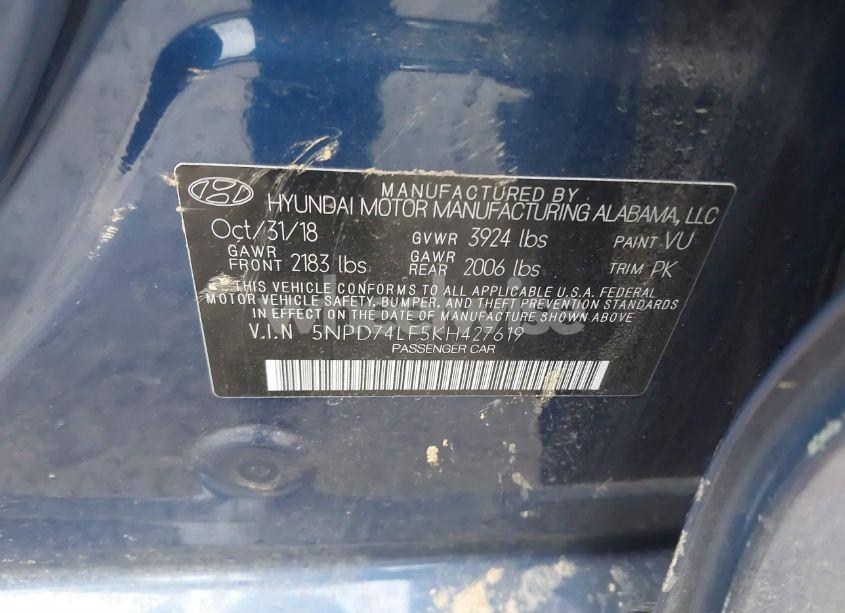 MANUFACTURED BY
HYUNDAI MOTOR MANUFACTURING ALABAMA, LLC
Oct/31/18 GVWR 3924 lbs PAINT VU
GAWR FRONT 2183 lbs GAWR REAR 2006 lbs TRIM PK
THIS VEHICLE CONFORMS TO ALL APPLICABLE U.S.A. FEDERAL
MOTOR VEHICLE SAFETY, BUMPER, AND THEFT PREVENTION STANDARDS
IN EFFECT ON THE DATE OF MANUFACTURE SHOWN ABOVE
V.I.N 5NPD74LF5KH427619
PASSENGER CAR